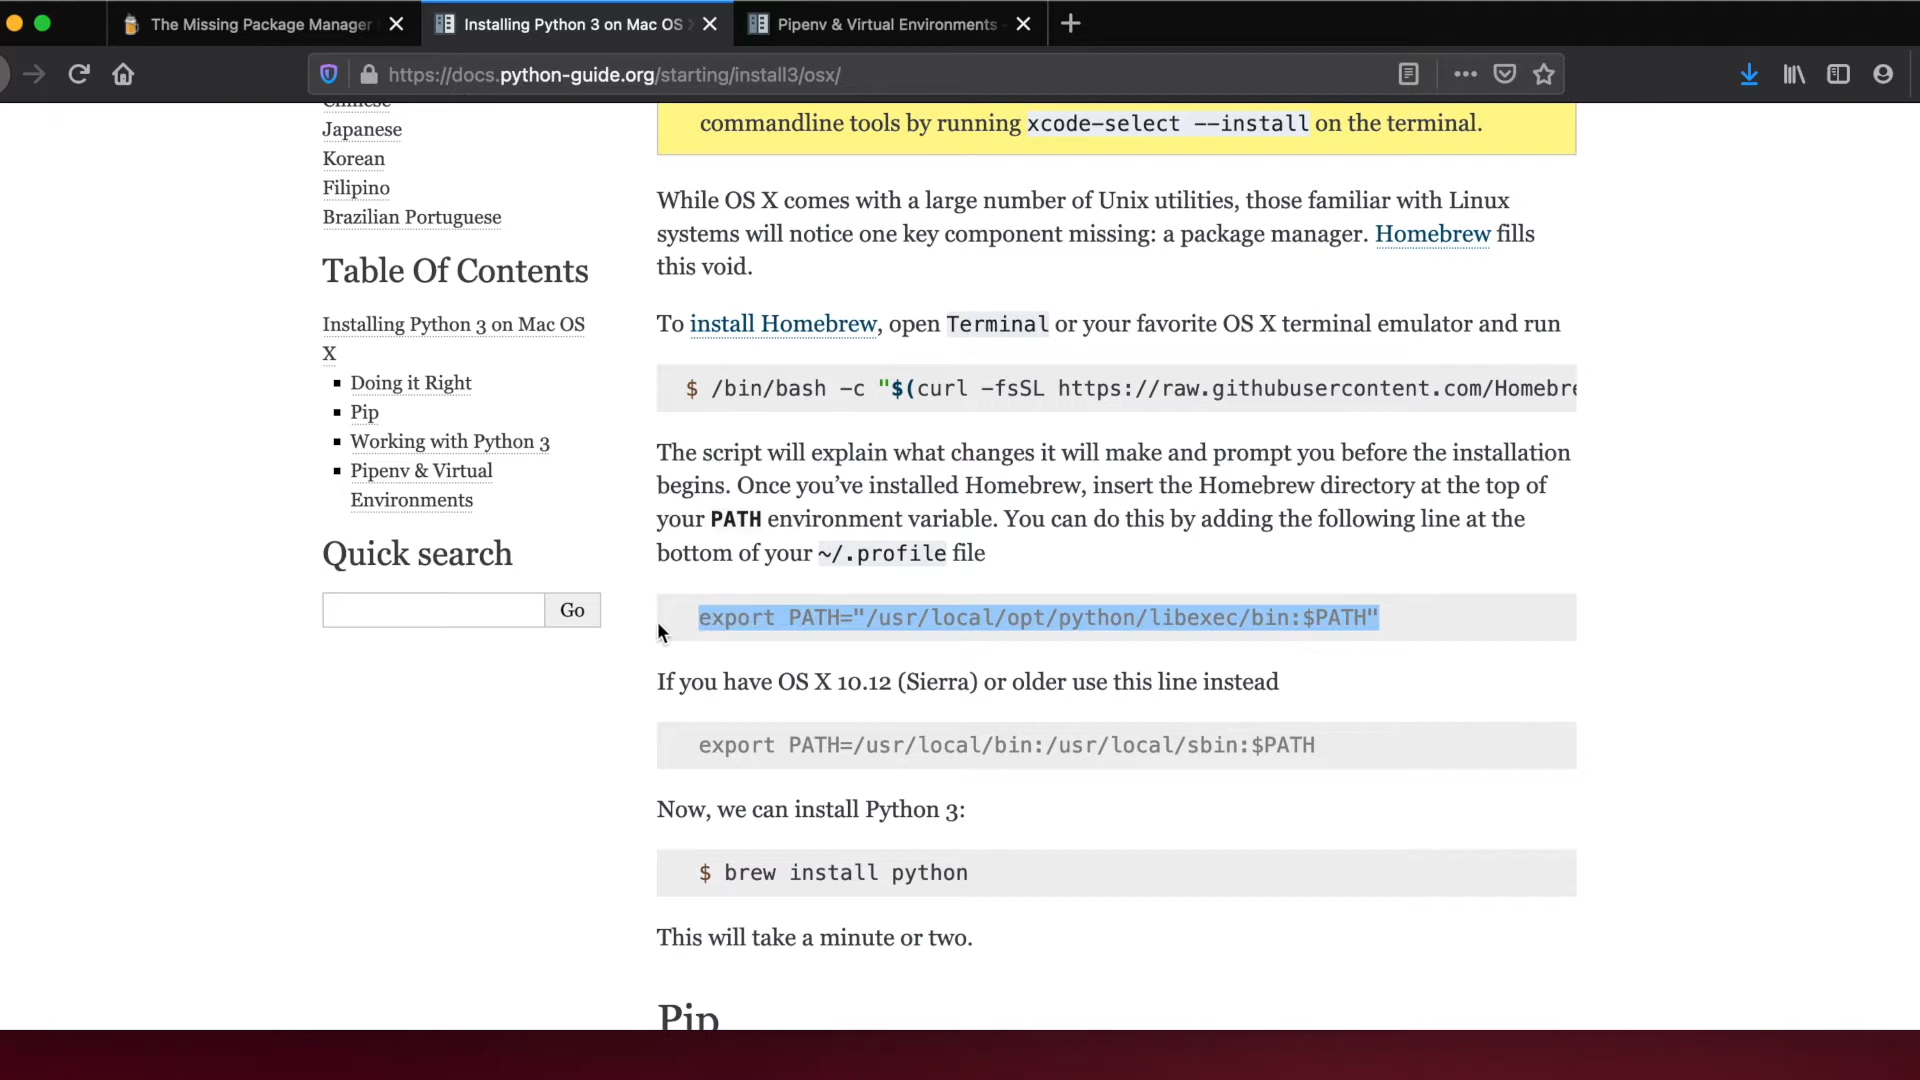 The Missing Package Manager
Installing Python 3 on Mac OS X
Pipenv & Virtual Environments
https://docs.python-guide.org/starting/install3/osx/
Chinese
Japanese
Korean
Filipino
Brazilian Portuguese
Table Of Contents
Installing Python 3 on Mac OS
X
Doing it Right
Pip
Working with Python 3
Pipenv & Virtual
Environments
Quick search
Go
commandline tools by running xcode-select --install on the terminal.
While OS X comes with a large number of Unix utilities, those familiar with Linux
systems will notice one key component missing: a package manager. Homebrew fills
this void.
To install Homebrew, open Terminal or your favorite OS X terminal emulator and run
$ /bin/bash -c "$(curl -fsSL https://raw.githubusercontent.com/Homebre
The script will explain what changes it will make and prompt you before the installation
begins. Once you’ve installed Homebrew, insert the Homebrew directory at the top of
your PATH environment variable. You can do this by adding the following line at the
bottom of your ~/.profile file
export PATH="/usr/local/opt/python/libexec/bin:$PATH"
If you have OS X 10.12 (Sierra) or older use this line instead
export PATH=/usr/local/bin:/usr/local/sbin:$PATH
Now, we can install Python 3:
$ brew install python
This will take a minute or two.
Pip